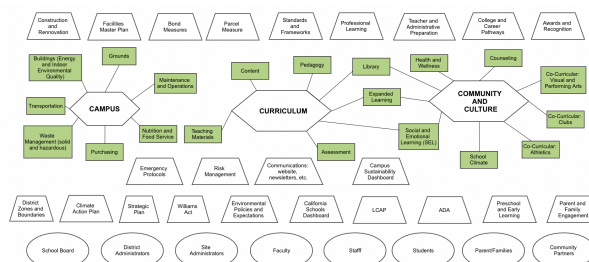 Construction and
Rennovation
Facilities
Master Plan
Bond
Measures
Parcel
Measure
Standards
and
Frameworks
Professional
Learning
Teacher and
Administrative
Preparation
College and
Career
Pathways
Awards and
Recognition
Buildings (Energy
and Indoor
Environmental
Quality)
Grounds
Maintenance
and Operations
Transportation
CAMPUS
Waste
Management (solid
and hazardous)
Purchasing
Nutrition and
Food Service
Content
Pedagogy
Library
CURRICULUM
Expanded
Learning
Teaching
Materials
Assessment
Social and
Emotional
Learning (SEL)
Health and
Wellness
Counseling
COMMUNITY
AND
CULTURE
Co-Curricular:
Visual and
Performing Arts
Co-Curricular:
Clubs
Co-Curricular:
Athletics
School
Climate
Emergency
Protocols
Risk
Management
Communications:
website,
newsletters, etc.
Campus
Sustainability
Dashboard
District
Zones and
Boundaries
Climate
Action Plan
Strategic
Plan
Williams
Act
Environmental
Policies and
Expectations
California
Schools
Dashboard
LCAP
ADA
Preschool
and Early
Learning
Parent and
Family
Engagement
School Board
District
Administrators
Site
Administrators
Faculty
Staff
Students
Parent/Families
Community
Partners